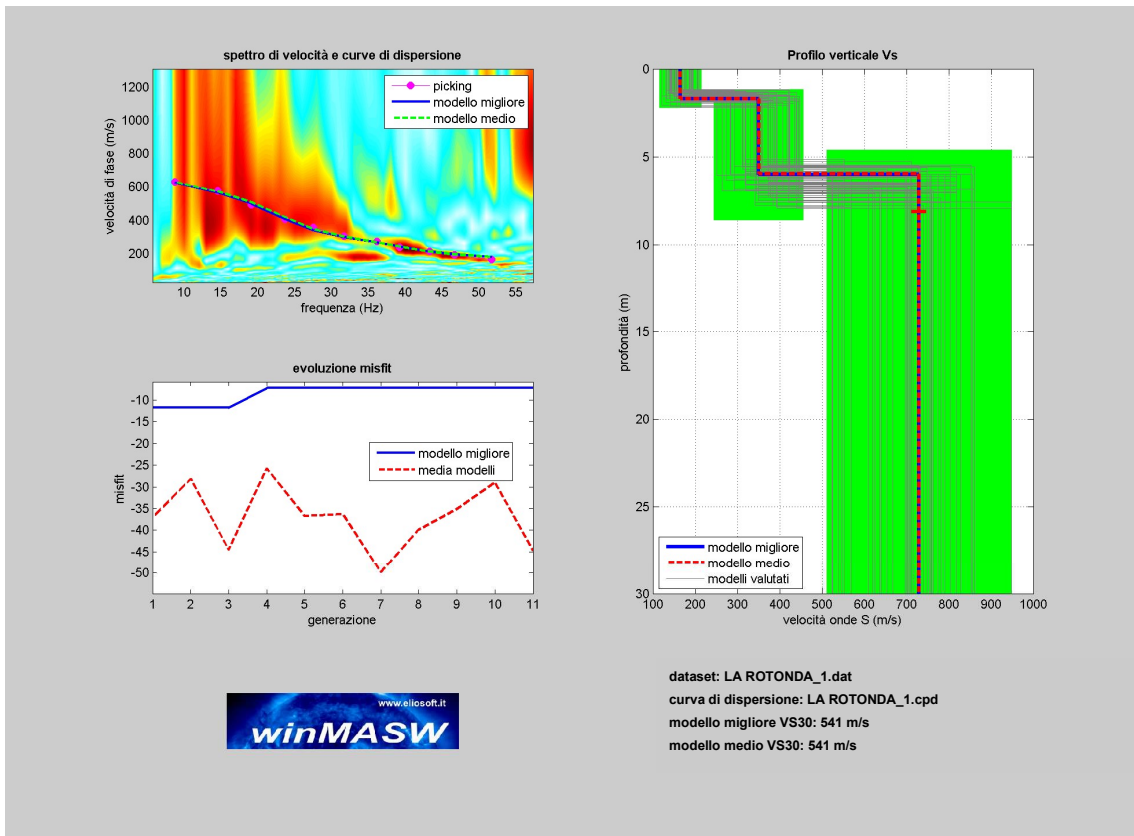 spettro di velocità e curve di dispersione
velocità di fase (m/s)
1200
1000
800
600
400
200
picking
modello migliore
modello medio
10 15 20 25 30 35 40 45 50 55
frequenza (Hz)
evoluzione misfit
misfit
-10
-15
-20
-25
-30
-35
-40
-45
-50
modello migliore
media modelli
1 2 3 4 5 6 7 8 9 10 11
generazione
www.eliosoft.it
winMASW
Profilo verticale Vs
profondità (m)
0
5
10
15
20
25
30
modello migliore
modello medio
modelli valutati
100 200 300 400 500 600 700 800 900 1000
velocità onde S (m/s)
dataset: LA ROTONDA_1.dat
curva di dispersione: LA ROTONDA_1.cpd
modello migliore VS30: 541 m/s
modello medio VS30: 541 m/s